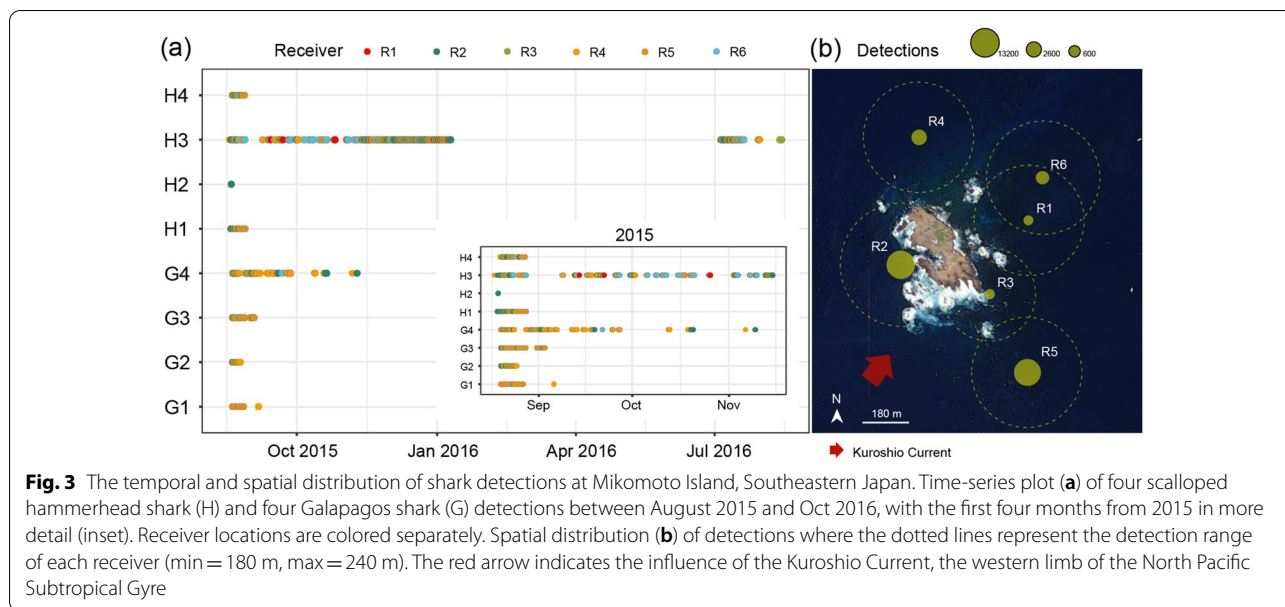 (a) Receiver R1 R2 R3 R4 R5 R6
(b) Detections 13200 2600 600
H4
H3
H2
H1
G4
G3
G2
G1
Oct 2015 Jan 2016 Apr 2016 Jul 2016
2015
H4
H3
H2
H1
G4
G3
G2
G1
Sep Oct Nov
R4
R6
R1
R2
R3
R5
N
180 m
Kuroshio Current
Fig. 3 The temporal and spatial distribution of shark detections at Mikomoto Island, Southeastern Japan. Time-series plot (a) of four scalloped
hammerhead shark (H) and four Galapagos shark (G) detections between August 2015 and Oct 2016, with the first four months from 2015 in more
detail (inset). Receiver locations are colored separately. Spatial distribution (b) of detections where the dotted lines represent the detection range
of each receiver (min = 180 m, max = 240 m). The red arrow indicates the influence of the Kuroshio Current, the western limb of the North Pacific
Subtropical Gyre